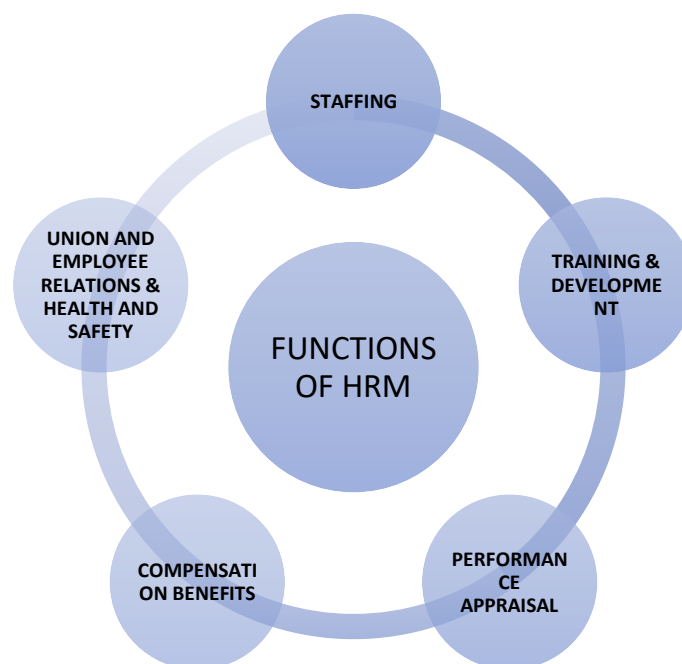 STAFFING
UNION AND
EMPLOYEE
RELATIONS &
HEALTH AND
SAFETY
TRAINING &
DEVELOPME
NT
FUNCTIONS
OF HRM
COMPENSATI
ON BENEFITS
PERFORMAN
CE
APPRAISAL